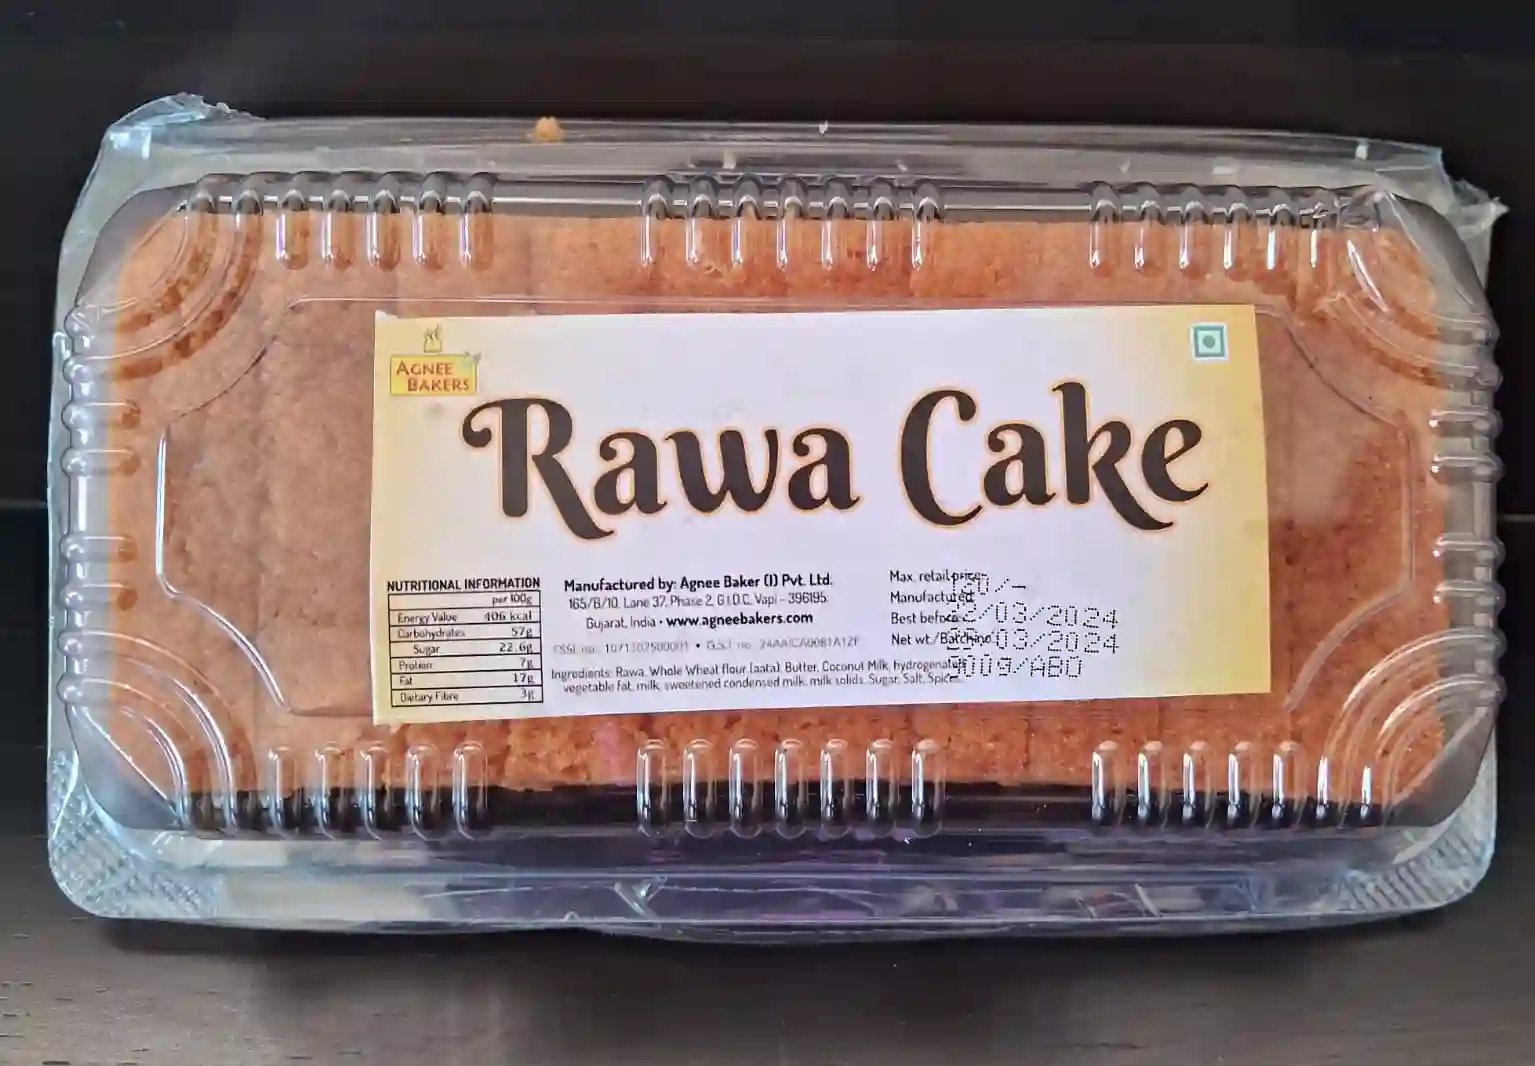 AGNEE
BAKERS
Rawa Cake
NUTRITIONAL INFORMATION
per 100g
Energy Value 406 kcal
Carbohydrates 57g
Sugar 22.6g
Protein 7g
Fat 17g
Dietary Fibre 3g
Manufactured by: Agnee Baker (I) Pvt. Ltd.
165/B/10, Lane 37, Phase 2, G.I.D.C, Vapi - 396195,
Gujarat, India • www.agneebakers.com
Ingredients: Rawa, Whole Wheat flour (aata), Butter, Coconut Milk, hydrogenated
vegetable fat, milk, sweetened condensed milk, milk solids, Sugar, Salt, Spices.
Max. retail price
Manufactured /03/2024
Best before /03/2024
Net wt./Batch no. 009/ABO